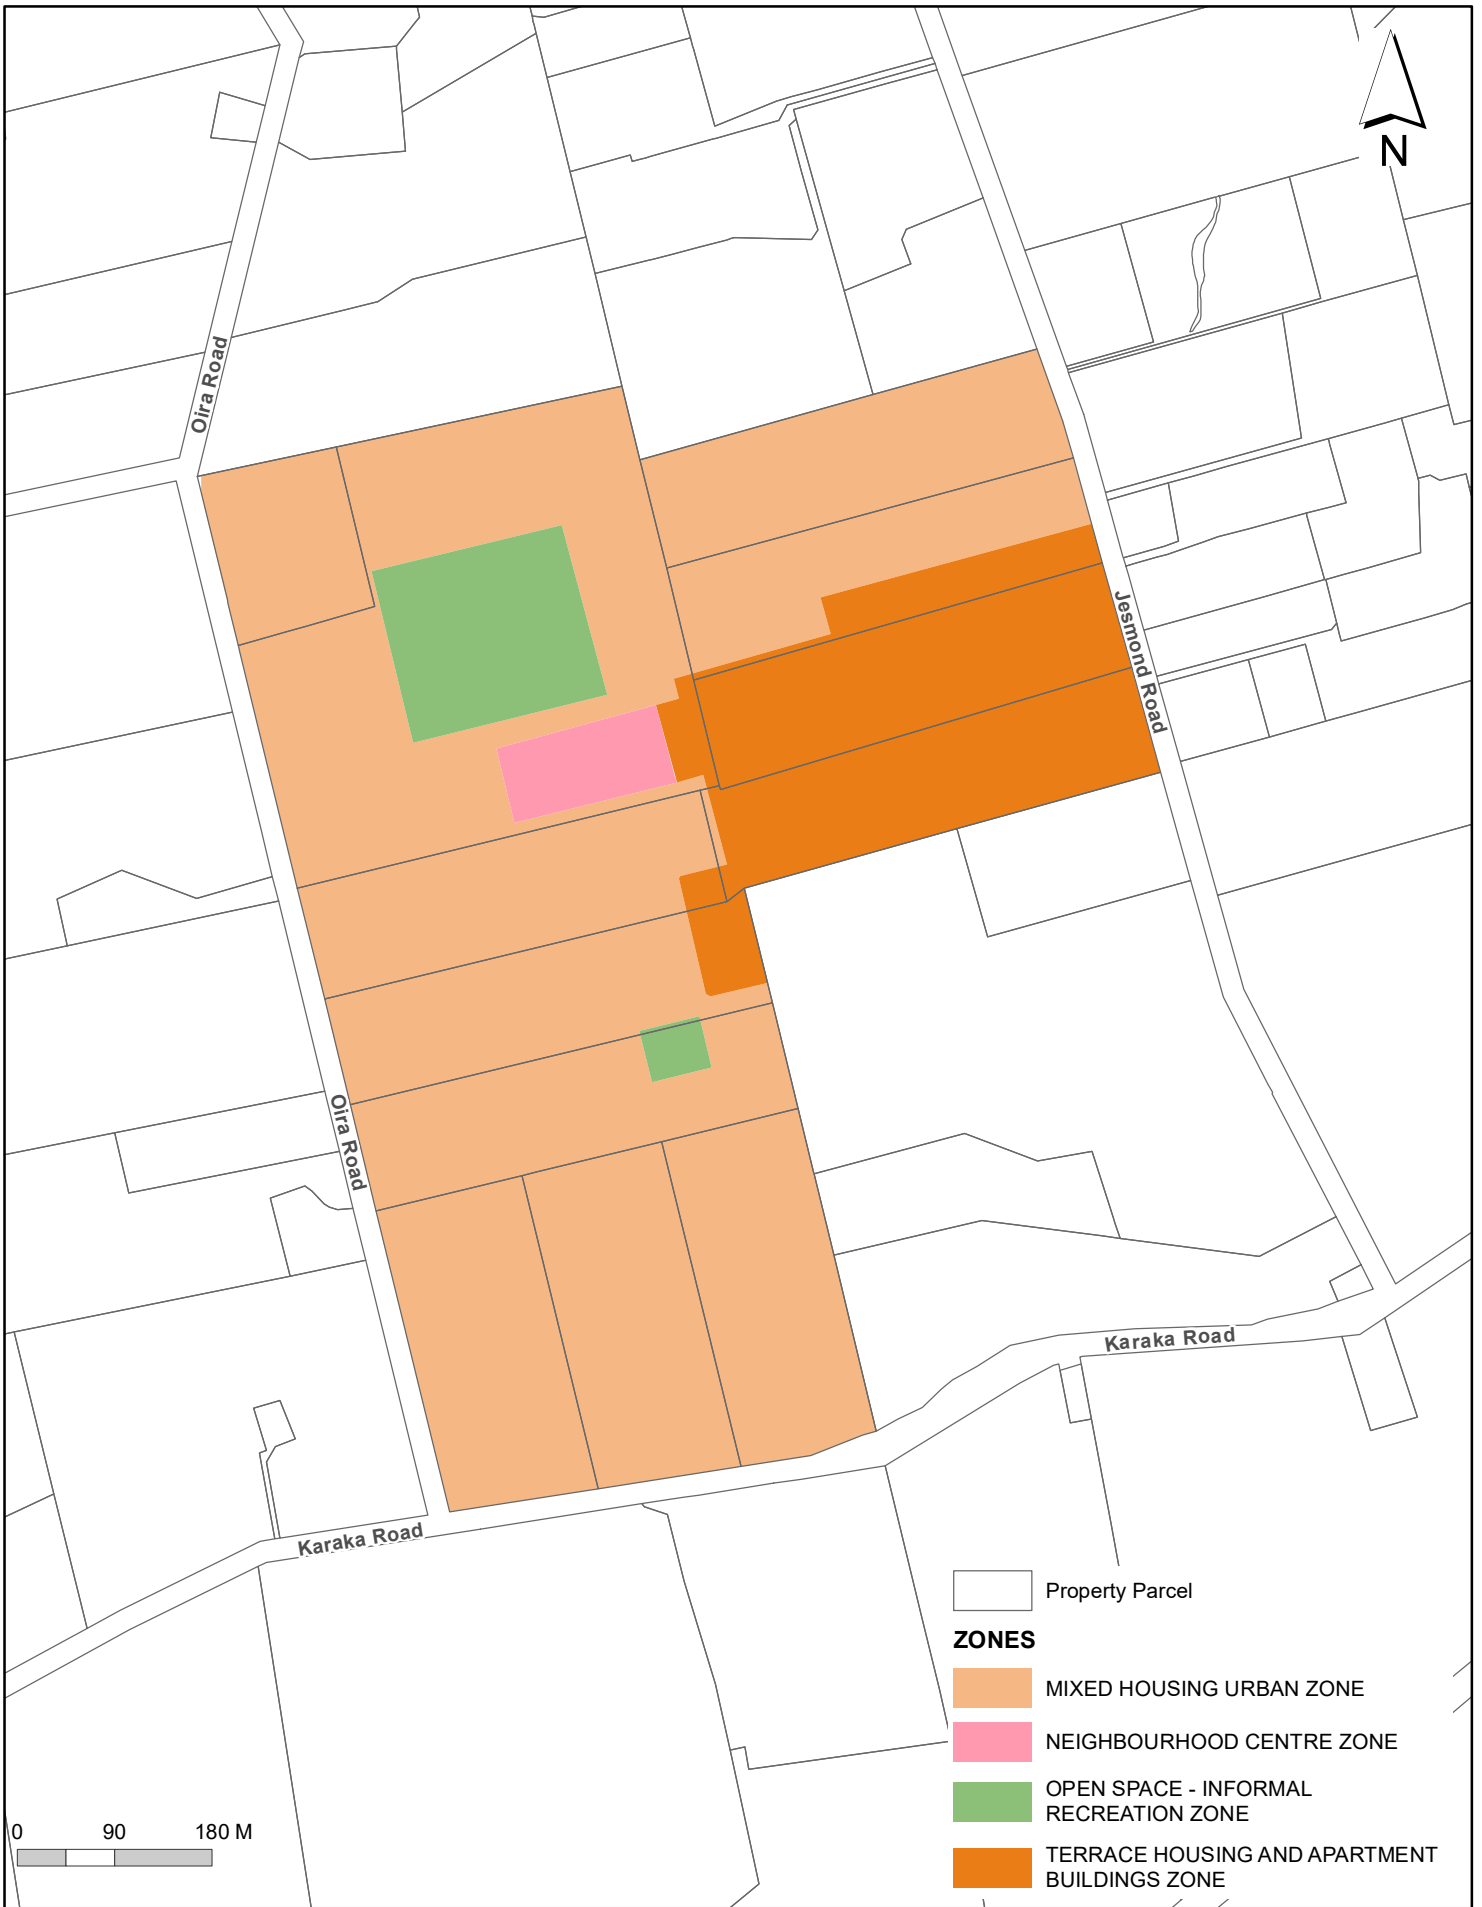 N
Oira Road
Jesmond Road
Oira Road
Karaka Road
Karaka Road
Property Parcel
ZONES
MIXED HOUSING URBAN ZONE
NEIGHBOURHOOD CENTRE ZONE
OPEN SPACE - INFORMAL
RECREATION ZONE
0 90 180 M
TERRACE HOUSING AND APARTMENT
BUILDINGS ZONE